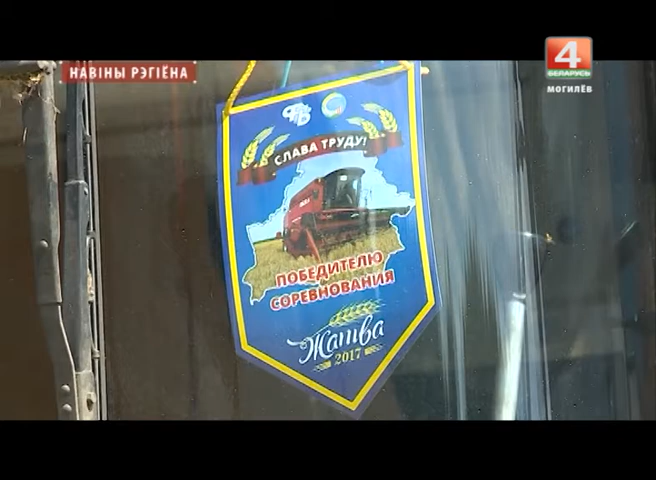 НАВІНЫ РЭГІЁНА
4
БЕЛАРУСЬ
МОГИЛЁВ
СЛАВА ТРУДУ!
ПОБЕДИТЕЛЮ
СОРЕВНОВАНИЯ
Жатва
2017